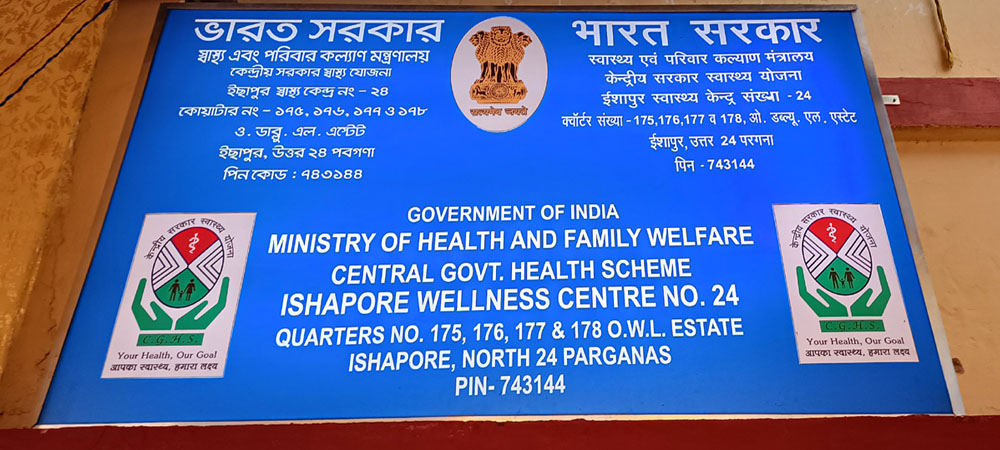 ভারত সরকার
স্বাস্থ্য এবং পরিবার কল্যাণ মন্ত্রণালয়
কেন্দ্রীয় সরকার স্বাস্থ্য যোজনা
ইছাপুর স্বাস্থ্য কেন্দ্র নং - ২৪
কোয়াটার নং - ১৭৫, ১৭৬, ১৭৭ ও ১৭৮
ও. ডাব্লু. এল. এস্টেট
ইছাপুর, উত্তর ২৪ পবগণা
পিন কোড : ৭৪৩১৪৪
सत्यमेव जयते
भारत सरकार
स्वास्थ्य एवं परिवार कल्याण मंत्रालय
केन्द्रीय सरकार स्वास्थ्य योजना
ईशापुर स्वास्थ्य केन्द्र संख्या - 24
क्वॉर्टर संख्या - 175,176,177 व 178, ओ. डब्ल्यू. एल. एस्टेट
ईशापुर, उत्तर 24 परगना
पिन - 743144
GOVERNMENT OF INDIA
MINISTRY OF HEALTH AND FAMILY WELFARE
CENTRAL GOVT. HEALTH SCHEME
ISHAPORE WELLNESS CENTRE NO. 24
QUARTERS NO. 175, 176, 177 & 178 O.W.L. ESTATE
ISHAPORE, NORTH 24 PARGANAS
PIN- 743144
केन्द्रीय सरकार स्वास्थ्य योजना
C.G.H.S.
Your Health, Our Goal
आपका स्वास्थ्य, हमारा लक्ष्य
केन्द्रीय सरकार स्वास्थ्य योजना
C.G.H.S.
Your Health, Our Goal
आपका स्वास्थ्य, हमारा लक्ष्य